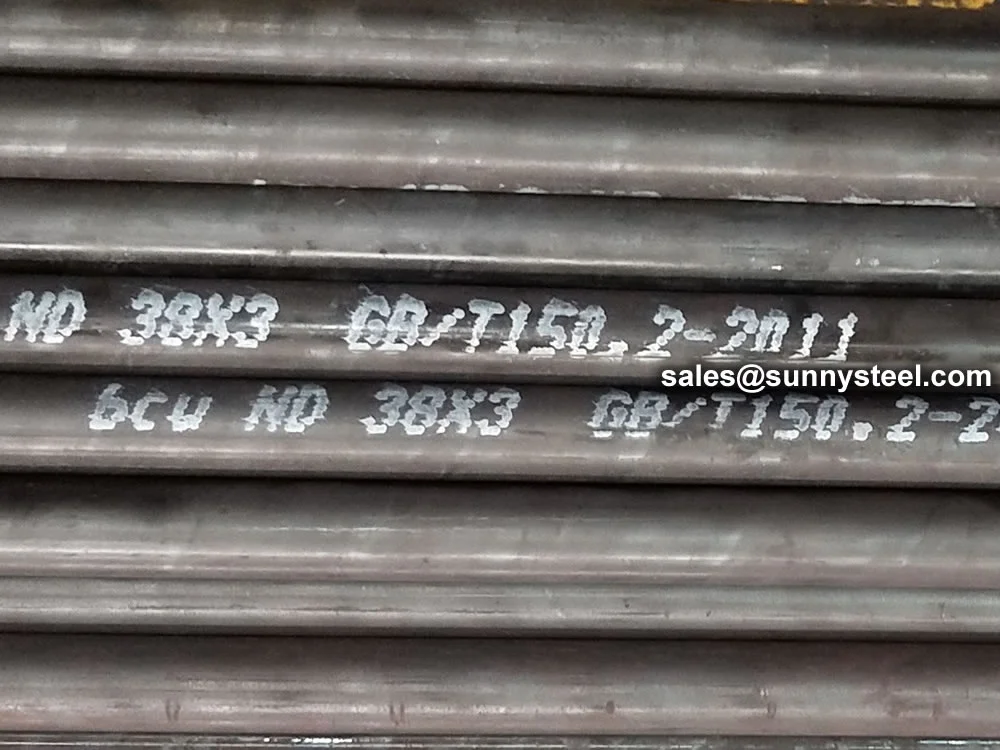 ND 38X3 GB/T150.2-2011
sales@sunnysteel.com
6cu ND 38X3 GB/T150.2-2